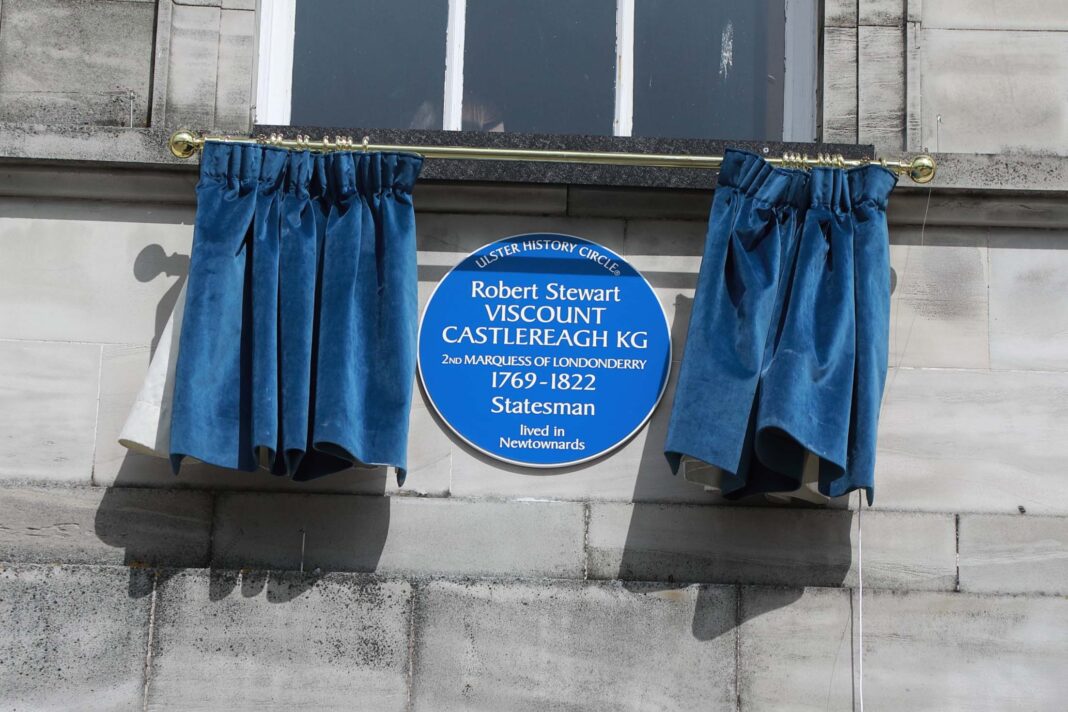 ULSTER HISTORY CIRCLE®
Robert Stewart
VISCOUNT
CASTLEREAGH KG
2ND MARQUESS OF LONDONDERRY
1769-1822
Statesman
lived in
Newtownards